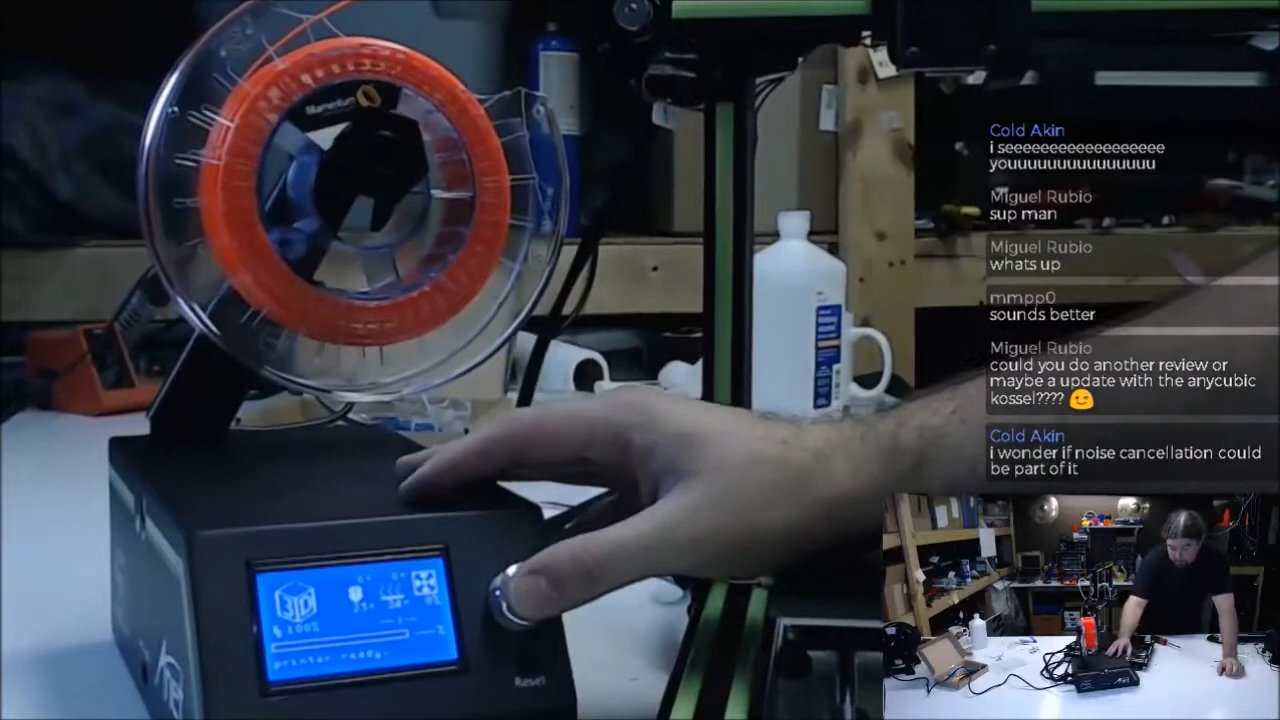 Cold Akin
i seeeeeeeeeeeeeeeeee
youuuuuuuuuuuuuuu
Miguel Rubio
sup man
Miguel Rubio
whats up
mmpp0
sounds better
Miguel Rubio
could you do another review or
maybe a update with the anycubic
kossel???? 😉
Cold Akin
i wonder if noise cancellation could
be part of it
fillamentum
3D
100%
printer ready.
Reset
Anet